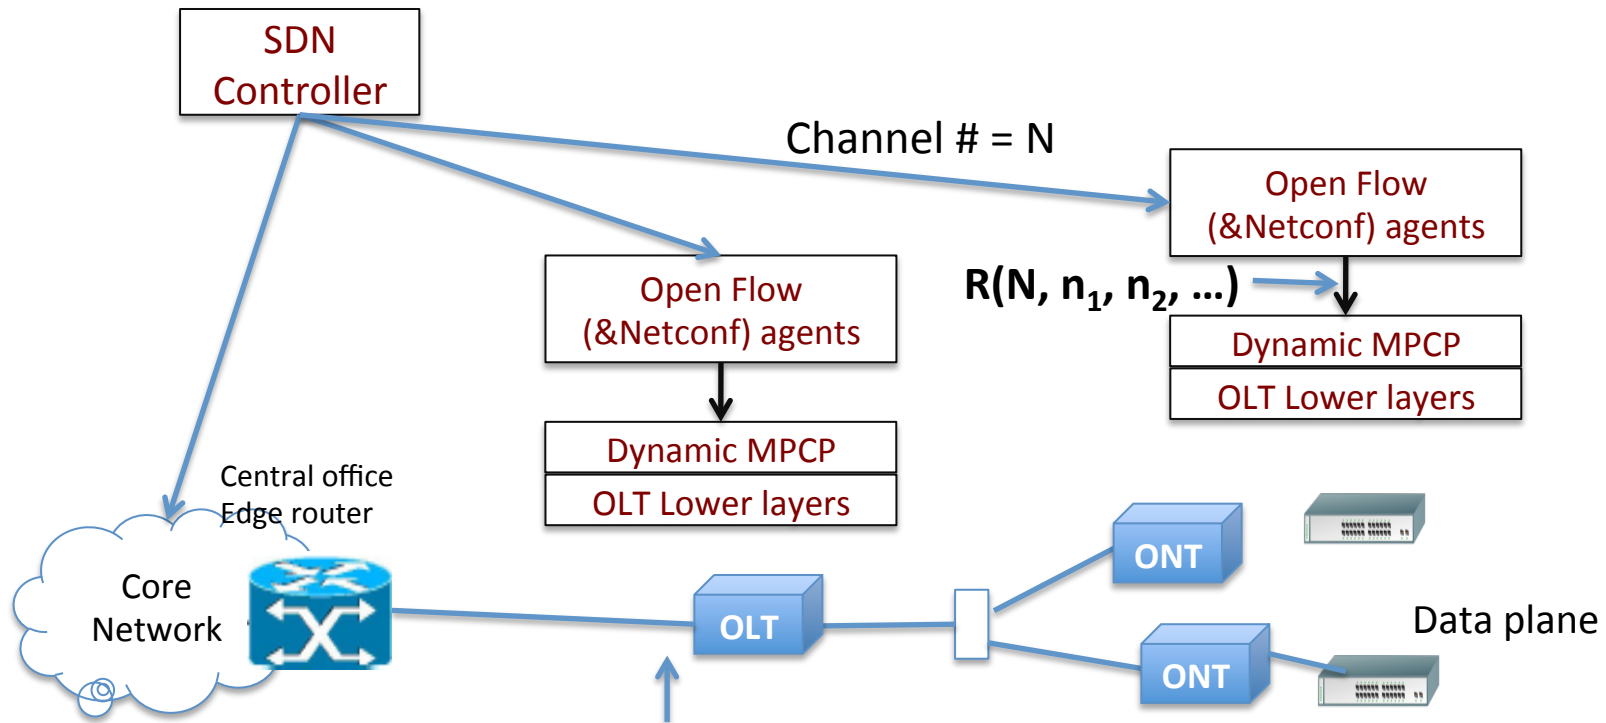 SDN
Controller
Channel # = N
Open Flow
(&Netconf) agents
R(N, n₁, n₂, ...)
Dynamic MPCP
OLT Lower layers
Open Flow
(&Netconf) agents
Dynamic MPCP
OLT Lower layers
Central office
Edge router
Core
Network
OLT
ONT
ONT
Data plane